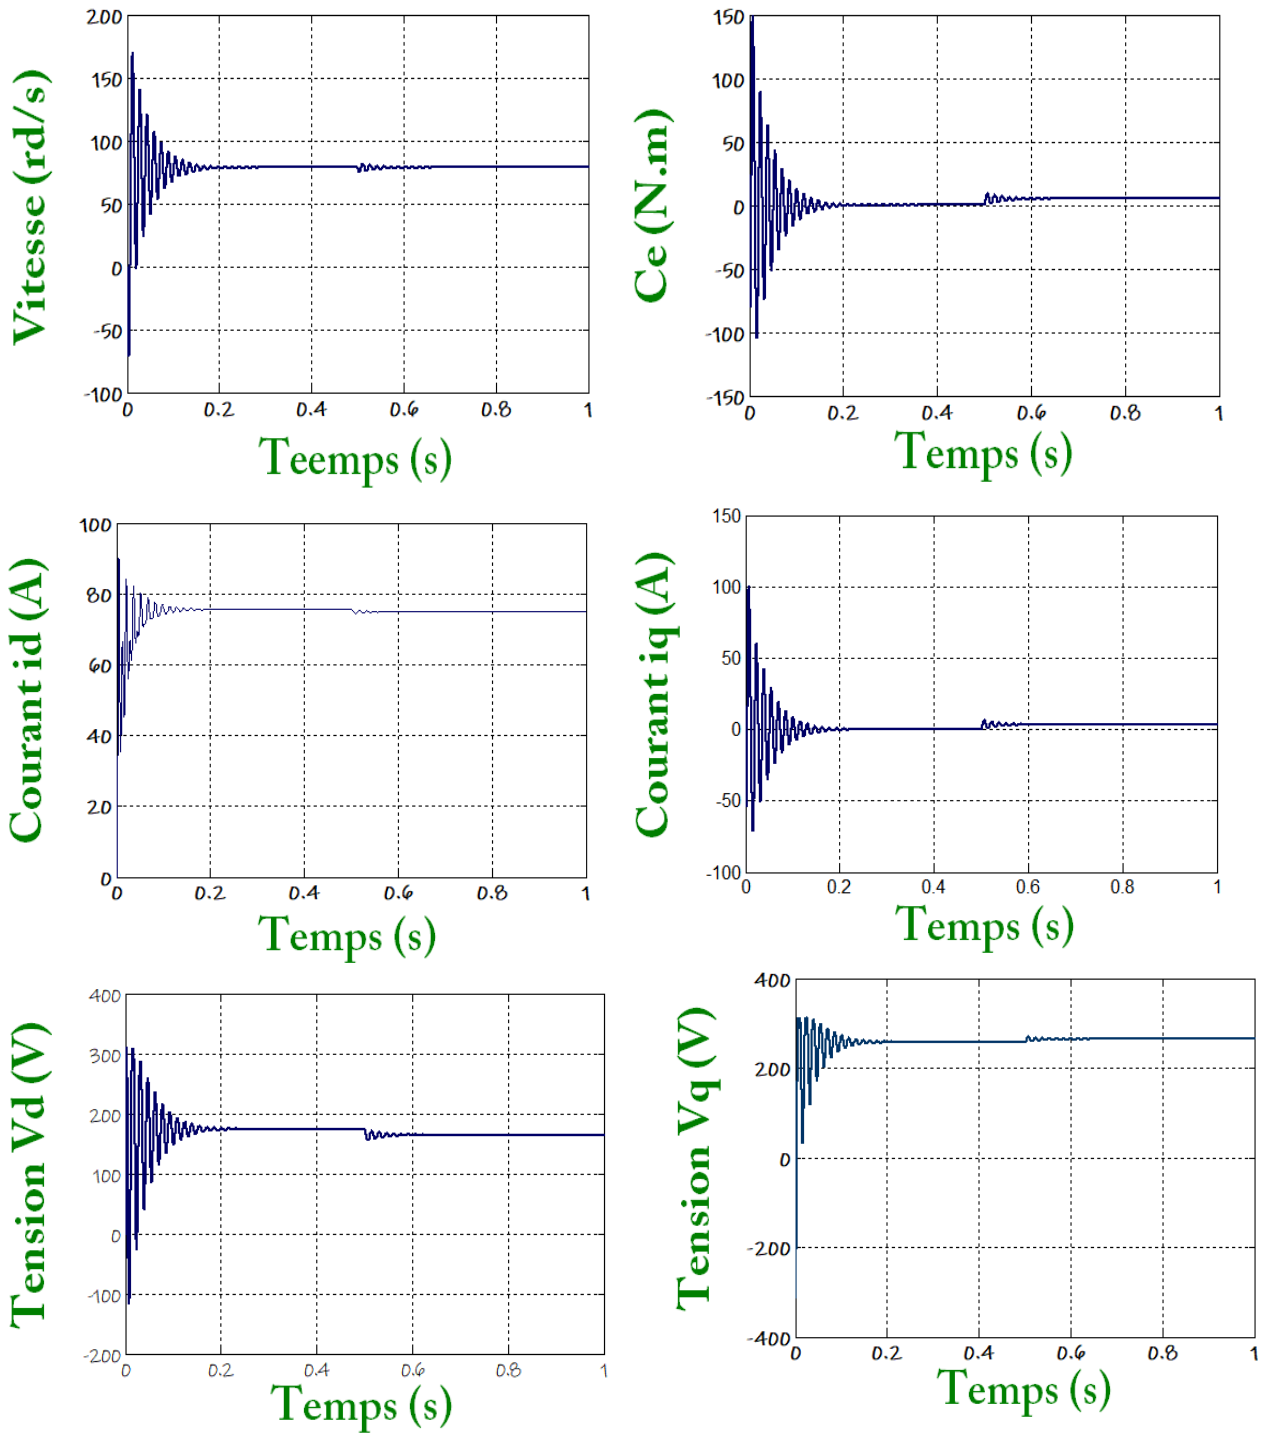 Vitesse (rd/s)
200
150
100
50
0
-50
-100
0 0.2 0.4 0.6 0.8 1
Teemps (s)
Ce (N.m)
150
100
50
0
-50
-100
-150
0 0.2 0.4 0.6 0.8 1
Temps (s)
Courant id (A)
100
80
60
40
20
0
0 0.2 0.4 0.6 0.8 1
Temps (s)
Courant iq (A)
150
100
50
0
-50
-100
0 0.2 0.4 0.6 0.8 1
Temps (s)
Tension Vd (V)
400
300
200
100
0
-100
-200
0 0.2 0.4 0.6 0.8 1
Temps (s)
Tension Vq (V)
400
200
0
-200
-400
0 0.2 0.4 0.6 0.8 1
Temps (s)